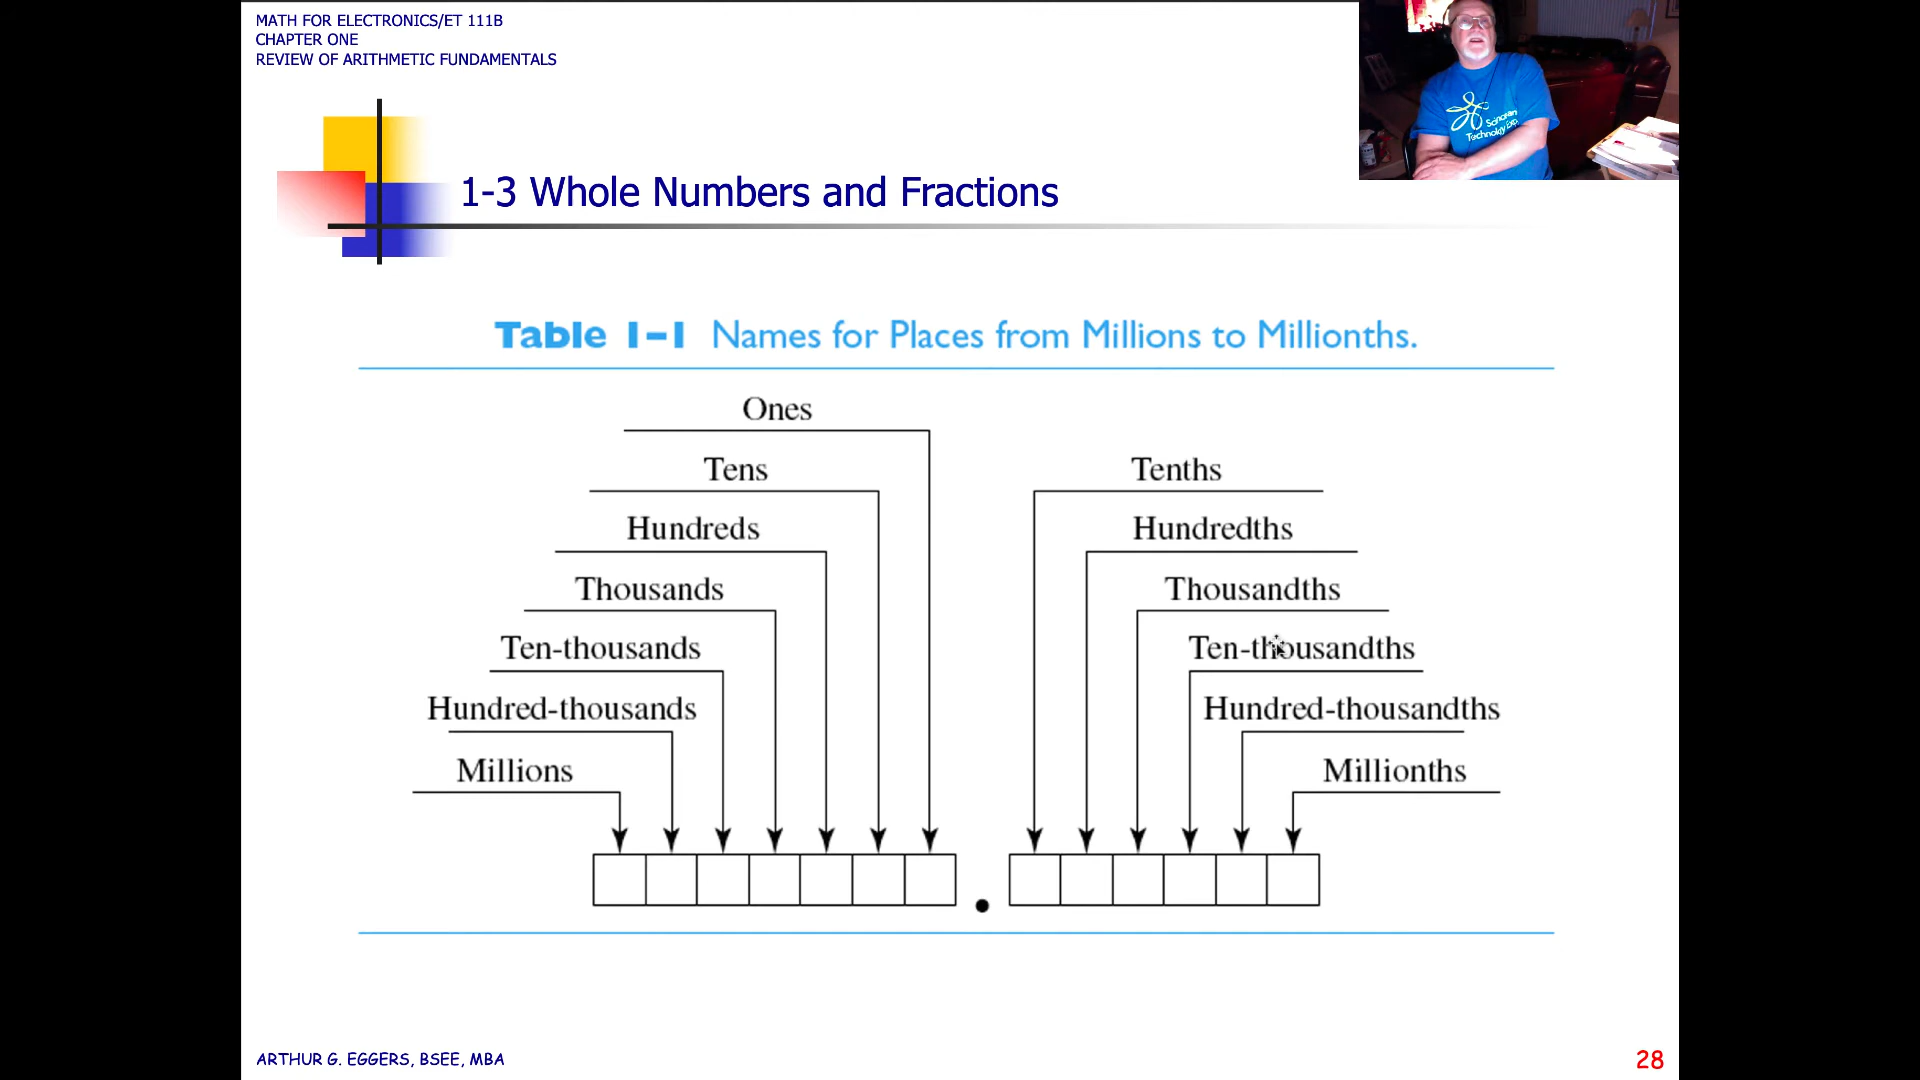 MATH FOR ELECTRONICS/ET 111B
CHAPTER ONE
REVIEW OF ARITHMETIC FUNDAMENTALS
Technology
1-3 Whole Numbers and Fractions
Table 1–1 Names for Places from Millions to Millionths.
Ones
Tens
Tenths
Hundreds
Hundredths
Thousands
Thousandths
Ten-thousands
Ten-thousandths
Hundred-thousands
Hundred-thousandths
Millions
Millionths
.
ARTHUR G. EGGERS, BSEE, MBA
28